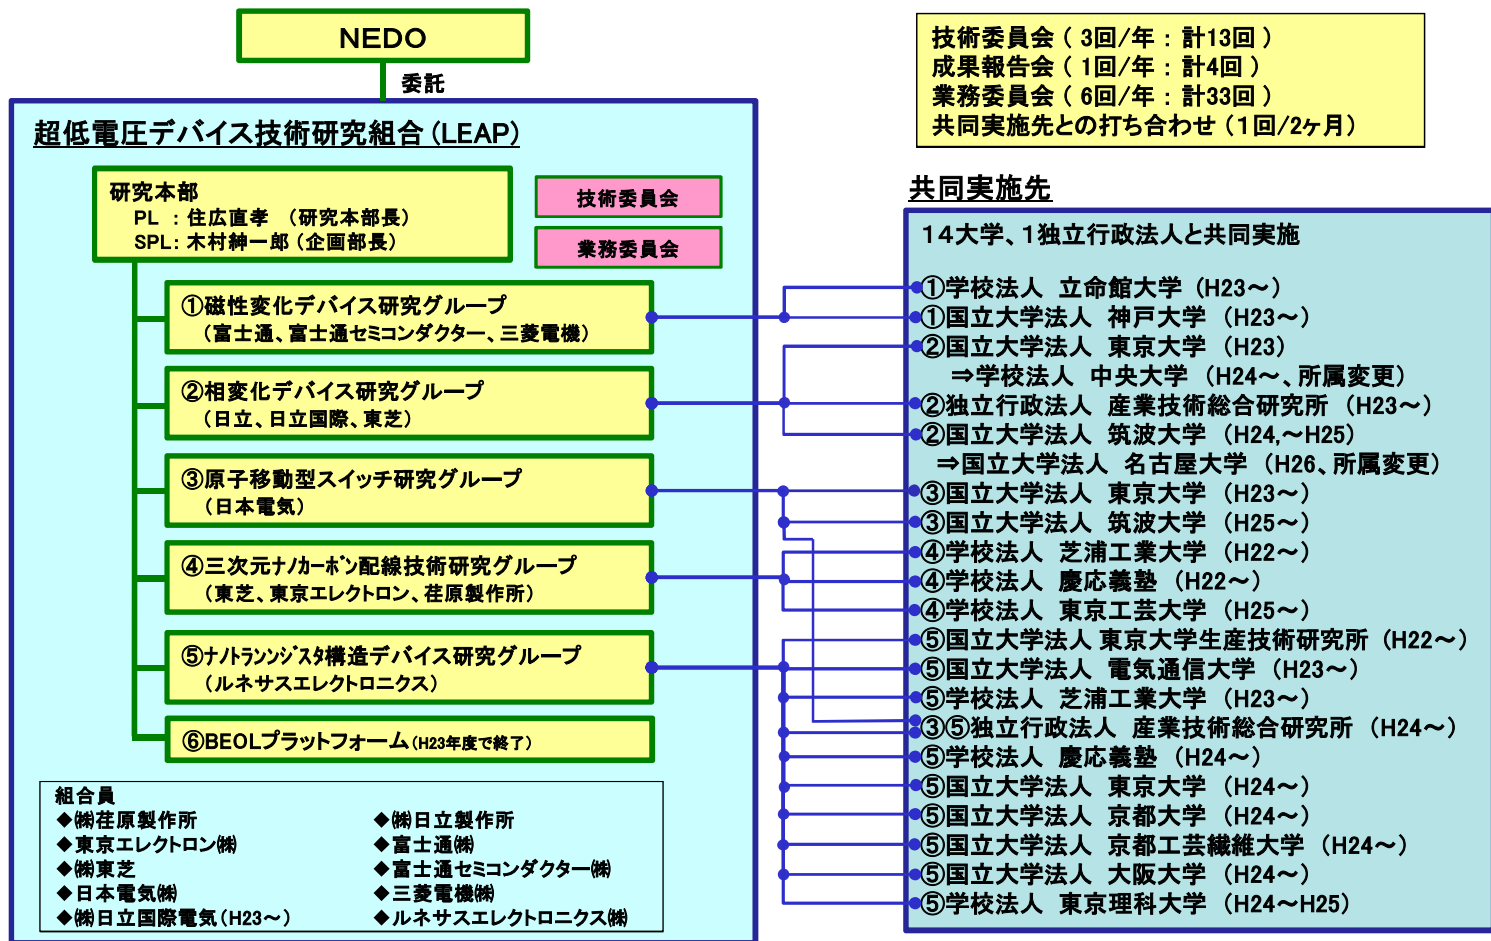 NEDO
委託
技術委員会 ( 3回/年 : 計13回 )
成果報告会 ( 1回/年 : 計4回 )
業務委員会 ( 6回/年 : 計33回 )
共同実施先との打ち合わせ (1回/2ヶ月)
超低電圧デバイス技術研究組合 (LEAP)
研究本部
PL : 住広直孝 (研究本部長)
SPL: 木村紳一郎 (企画部長)
技術委員会
業務委員会
①磁性変化デバイス研究グループ
(富士通、富士通セミコンダクター、三菱電機)
②相変化デバイス研究グループ
(日立、日立国際、東芝)
③原子移動型スイッチ研究グループ
(日本電気)
④三次元ナノカーボン配線技術研究グループ
(東芝、東京エレクトロン、荏原製作所)
⑤ナノトランンジスタ構造デバイス研究グループ
(ルネサスエレクトロニクス)
⑥BEOLプラットフォーム(H23年度で終了)
組合員
◆㈱荏原製作所
◆東京エレクトロン㈱
◆㈱東芝
◆日本電気㈱
◆㈱日立国際電気(H23～)
◆㈱日立製作所
◆富士通㈱
◆富士通セミコンダクター㈱
◆三菱電機㈱
◆ルネサスエレクトロニクス㈱
共同実施先
14大学、1独立行政法人と共同実施
①学校法人 立命館大学 (H23～)
①国立大学法人 神戸大学 (H23～)
②国立大学法人 東京大学 (H23)
⇒学校法人 中央大学 (H24～、所属変更)
②独立行政法人 産業技術総合研究所 (H23～)
②国立大学法人 筑波大学 (H24,～H25)
⇒国立大学法人 名古屋大学 (H26、所属変更)
③国立大学法人 東京大学 (H23～)
③国立大学法人 筑波大学 (H25～)
④学校法人 芝浦工業大学 (H22～)
④学校法人 慶応義塾 (H22～)
④学校法人 東京工芸大学 (H25～)
⑤国立大学法人 東京大学生産技術研究所 (H22～)
⑤国立大学法人 電気通信大学 (H23～)
⑤学校法人 芝浦工業大学 (H23～)
③⑤独立行政法人 産業技術総合研究所 (H24～)
⑤学校法人 慶応義塾 (H24～)
⑤国立大学法人 東京大学 (H24～)
⑤国立大学法人 京都大学 (H24～)
⑤国立大学法人 京都工芸繊維大学 (H24～)
⑤国立大学法人 大阪大学 (H24～)
⑤学校法人 東京理科大学 (H24～H25)